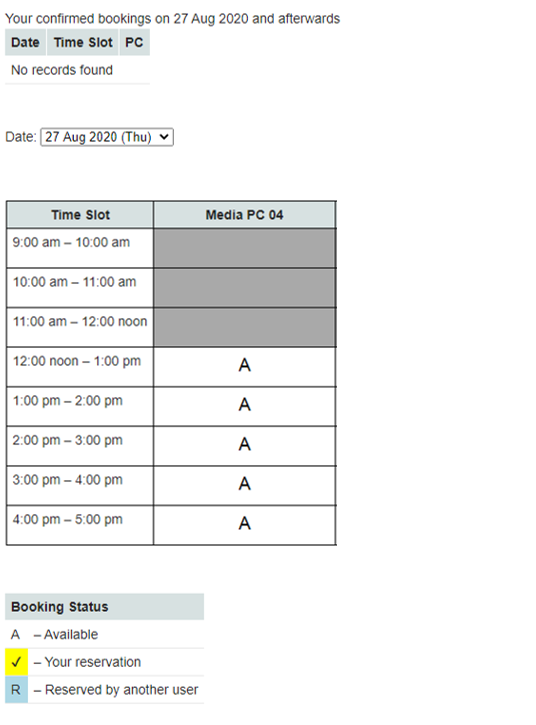 Your confirmed bookings on 27 Aug 2020 and afterwards
Date Time Slot PC
No records found
Date: 27 Aug 2020 (Thu)
Time Slot Media PC 04
9:00 am – 10:00 am
10:00 am – 11:00 am
11:00 am – 12:00 noon
12:00 noon – 1:00 pm A
1:00 pm – 2:00 pm A
2:00 pm – 3:00 pm A
3:00 pm – 4:00 pm A
4:00 pm – 5:00 pm A
Booking Status
A – Available
✓ – Your reservation
R – Reserved by another user